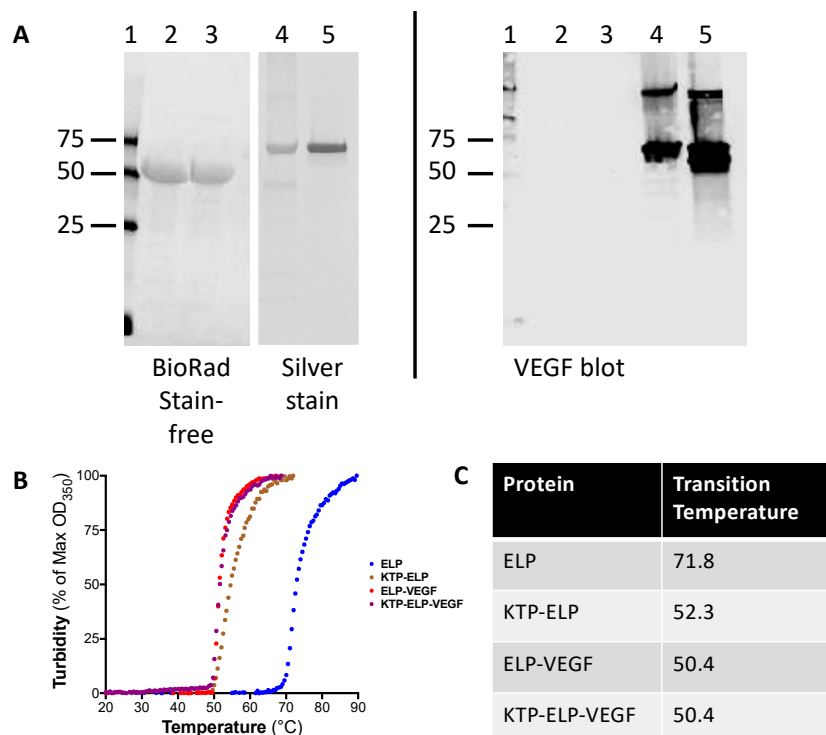 A
1 2 3 4 5
75
50
25
BioRad
Stain-
free
Silver
stain
1 2 3 4 5
75
50
25
VEGF blot
B
Turbidity (% of Max OD350)
100
75
50
25
0
20 30 40 50 60 70 80 90
Temperature (°C)
ELP
KTP-ELP
ELP-VEGF
KTP-ELP-VEGF
C
Protein Transition
Temperature
ELP 71.8
KTP-ELP 52.3
ELP-VEGF 50.4
KTP-ELP-VEGF 50.4